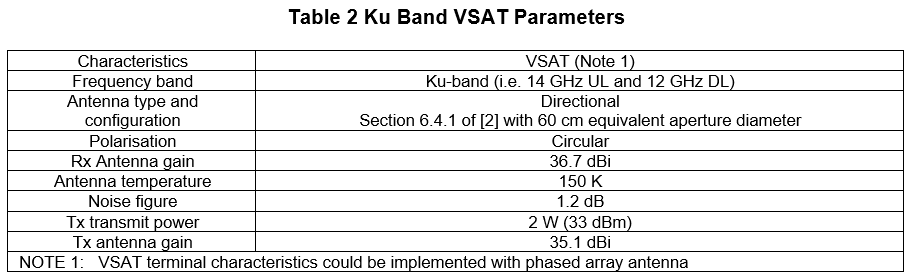 Table 2 Ku Band VSAT Parameters
Characteristics VSAT (Note 1)
Frequency band Ku-band (i.e. 14 GHz UL and 12 GHz DL)
Antenna type and configuration Directional
Section 6.4.1 of [2] with 60 cm equivalent aperture diameter
Polarisation Circular
Rx Antenna gain 36.7 dBi
Antenna temperature 150 K
Noise figure 1.2 dB
Tx transmit power 2 W (33 dBm)
Tx antenna gain 35.1 dBi
NOTE 1: VSAT terminal characteristics could be implemented with phased array antenna